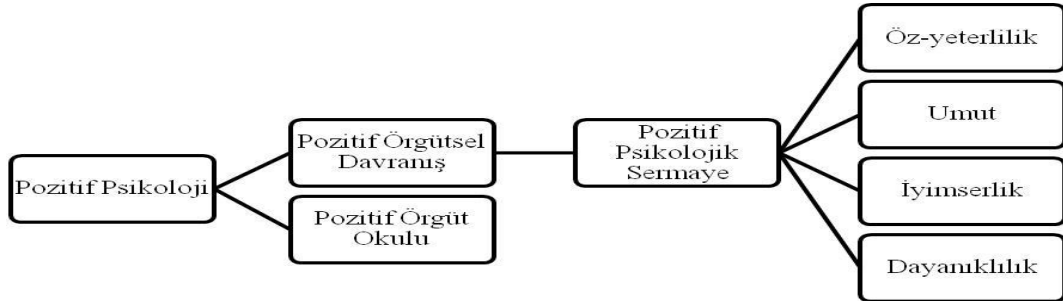 Pozitif Psikoloji
Pozitif Örgütsel
Davranış
Pozitif Örgüt
Okulu
Pozitif
Psikolojik
Sermaye
Öz-yeterlilik
Umut
İyimserlik
Dayanıklılık